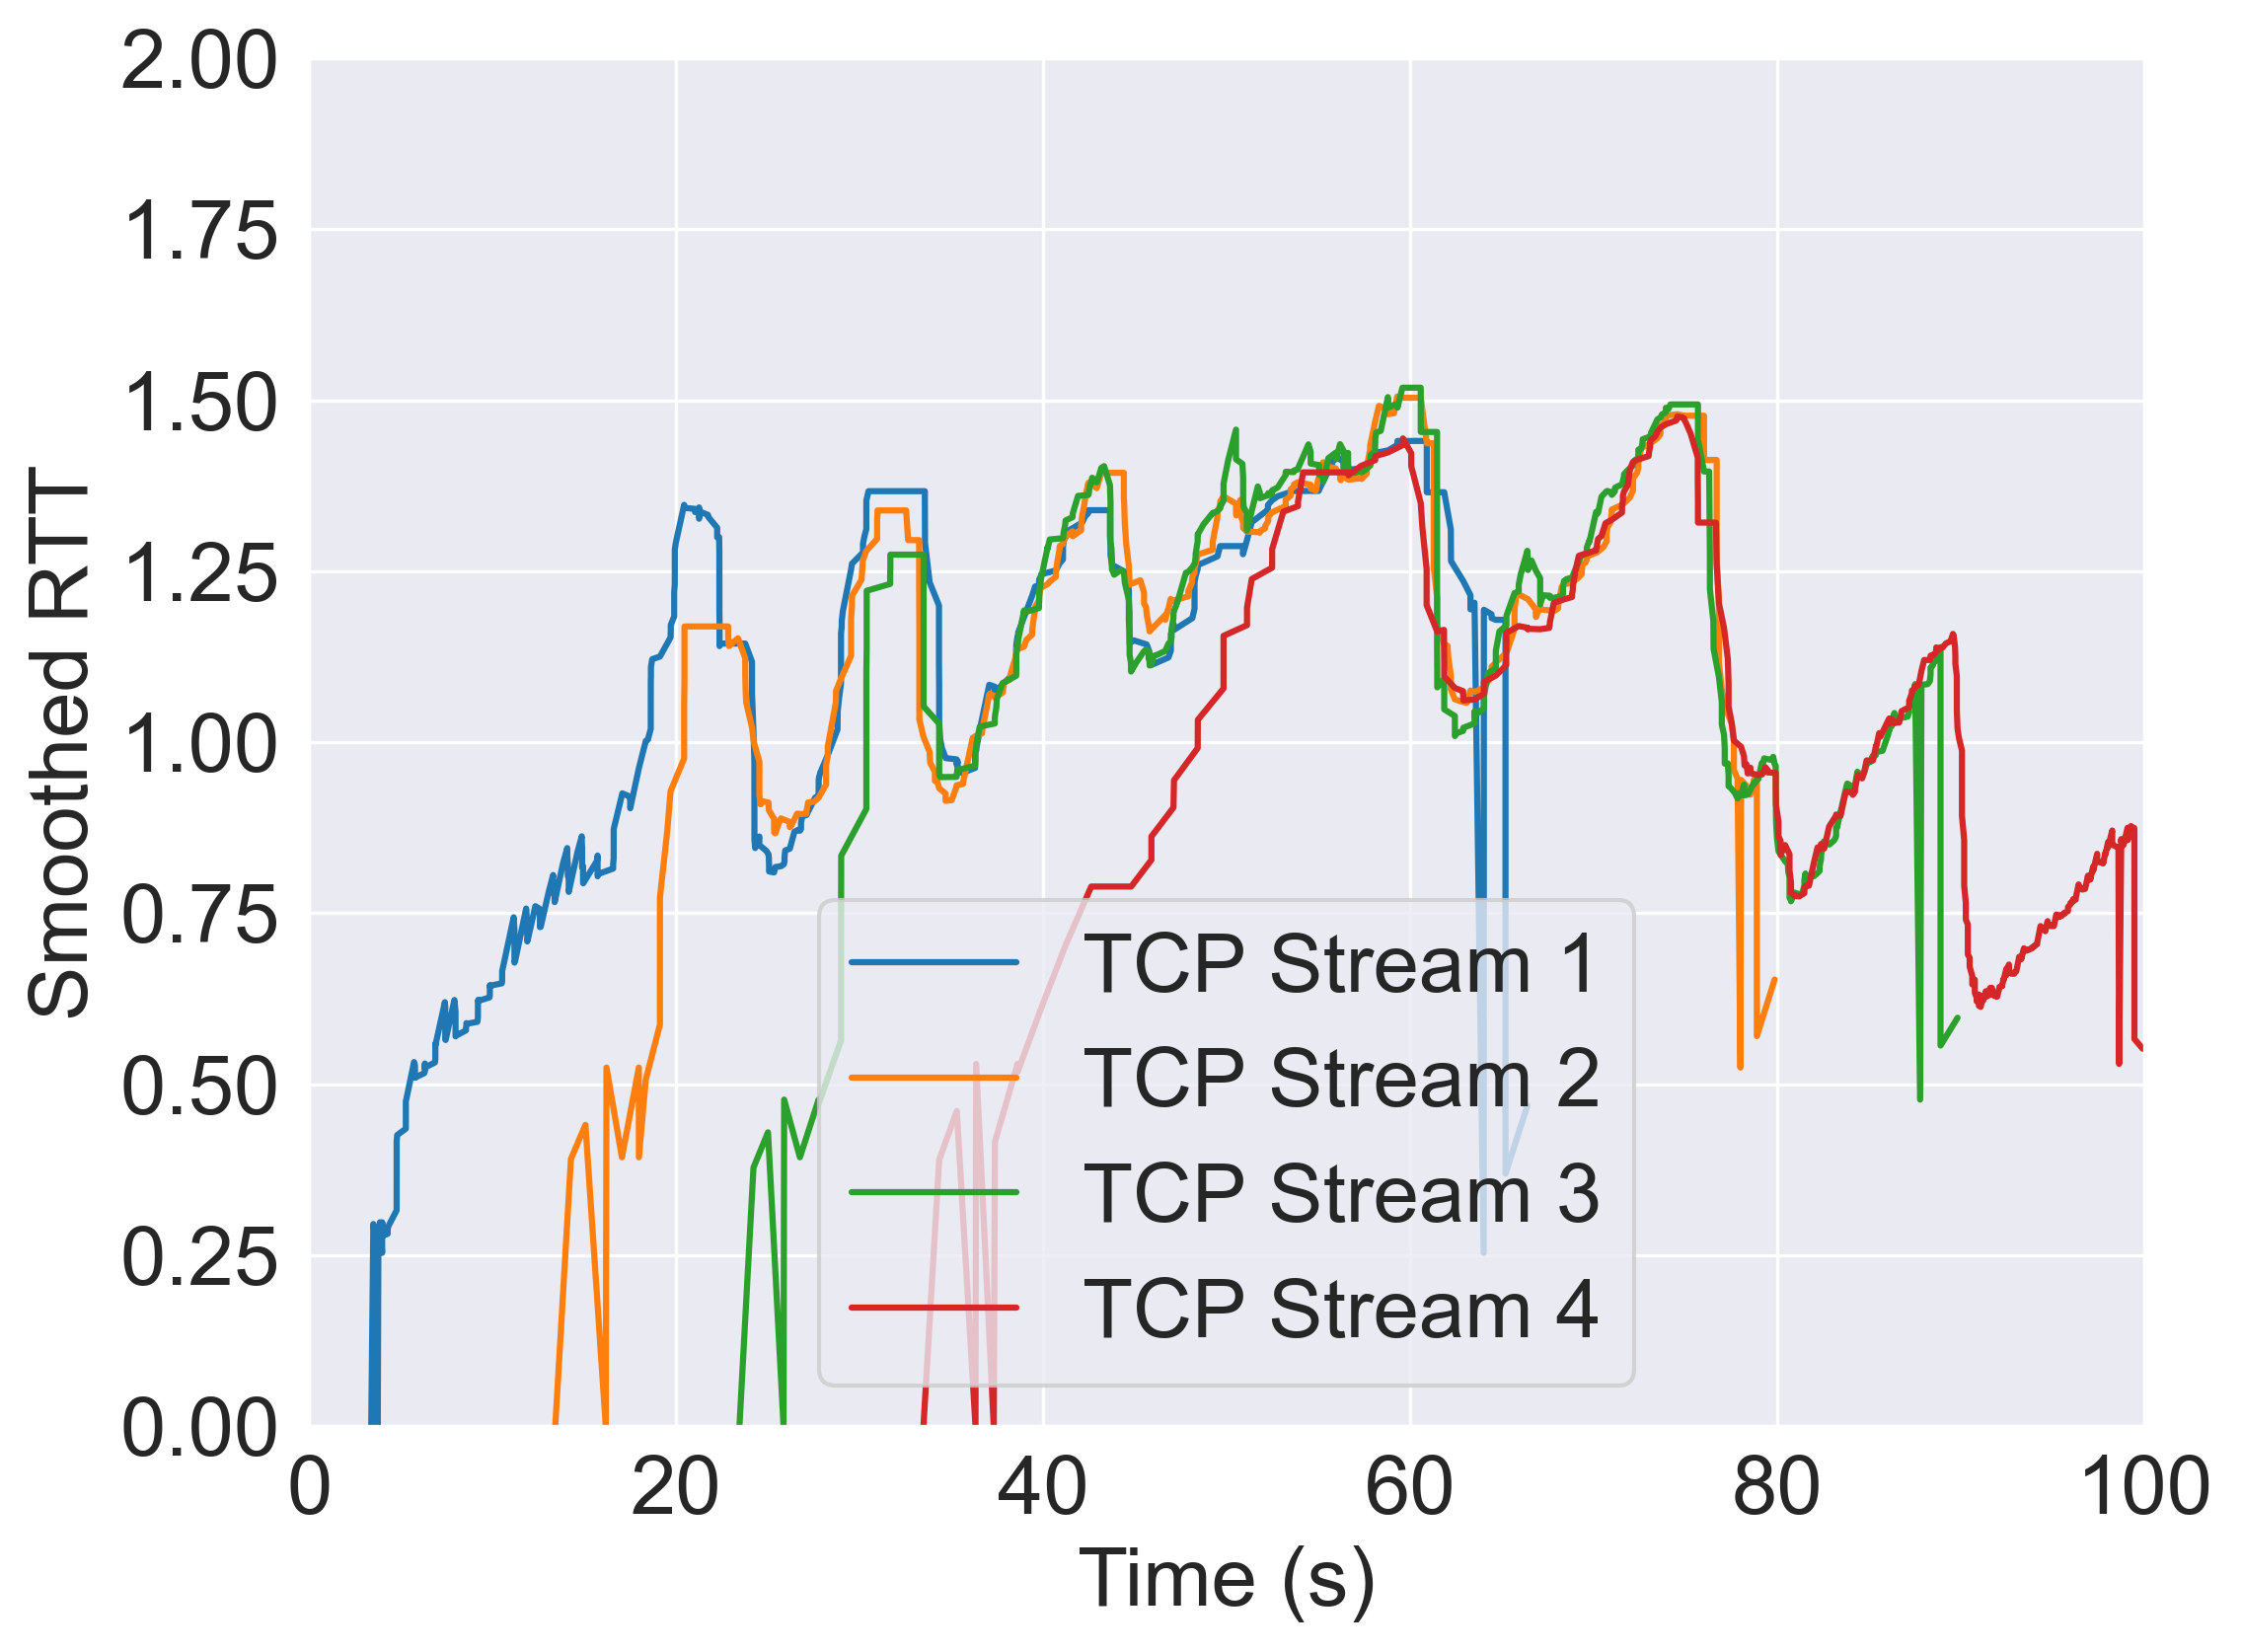 2.00
1.75
1.50
1.25
1.00
0.75
0.50
0.25
0.00
Smoothed RTT
TCP Stream 1
TCP Stream 2
TCP Stream 3
TCP Stream 4
0 20 40 60 80 100
Time (s)